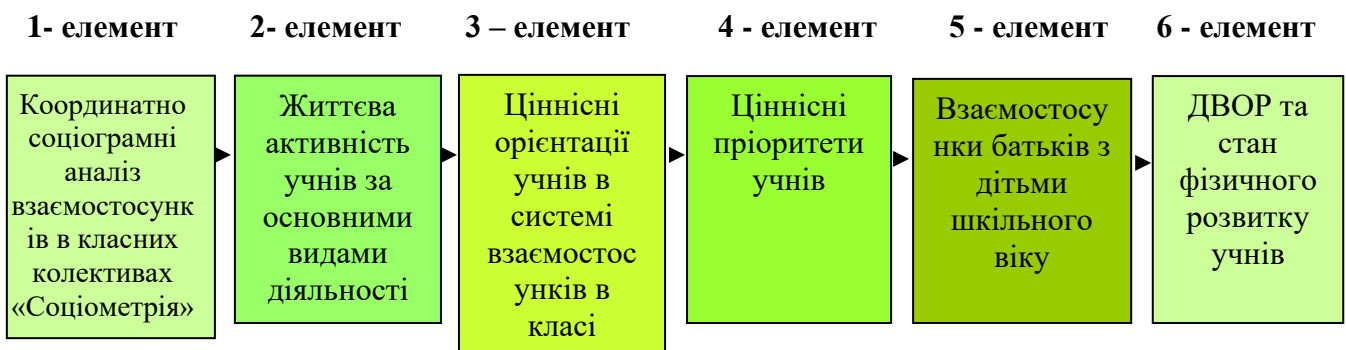 1- елемент
2- елемент
3 – елемент
4 - елемент
5 - елемент
6 - елемент
Координатно
соціограмні
аналіз
взаємостосунк
ів в класних
колективах
«Соціометрія»
Життєва
активність
учнів за
основними
видами
діяльності
Ціннісні
орієнтації
учнів в
системі
взаємостос
унків в
класі
Ціннісні
пріоритети
учнів
Взаємостосу
нки батьків з
дітьми
шкільного
віку
ДВОР та
стан
фізичного
розвитку
учнів